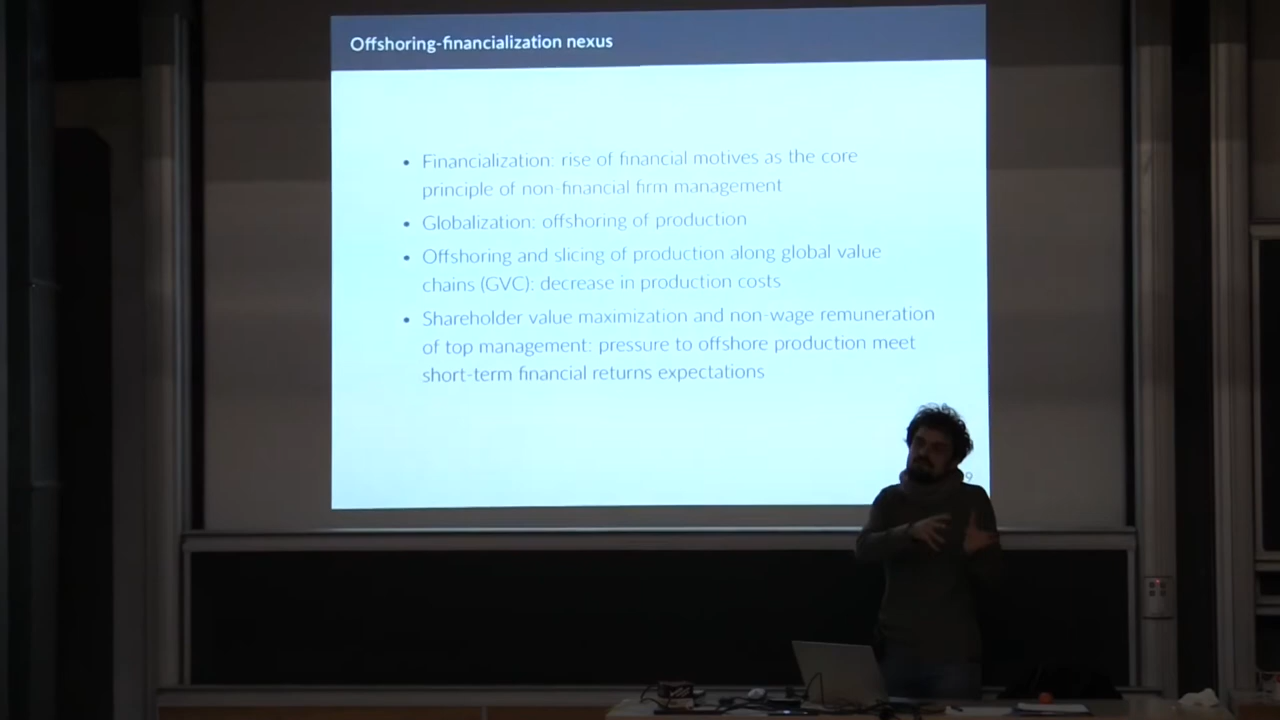 Offshoring-financialization nexus
• Financialization: rise of financial motives as the core
principle of non-financial firm management
• Globalization: offshoring of production
• Offshoring and slicing of production along global value
chains (GVC): decrease in production costs
• Shareholder value maximization and non-wage remuneration
of top management: pressure to offshore production meet
short-term financial returns expectations
9